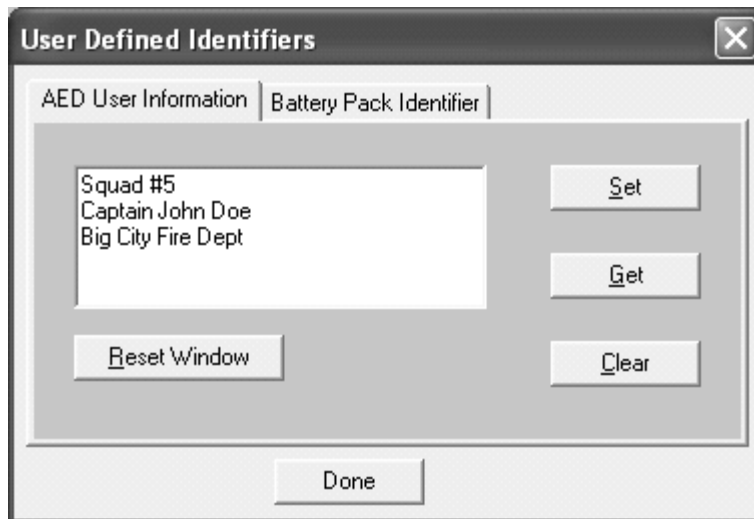 User Defined Identifiers
AED User Information
Battery Pack Identifier
Squad #5
Captain John Doe
Big City Fire Dept
Set
Get
Reset Window
Clear
Done